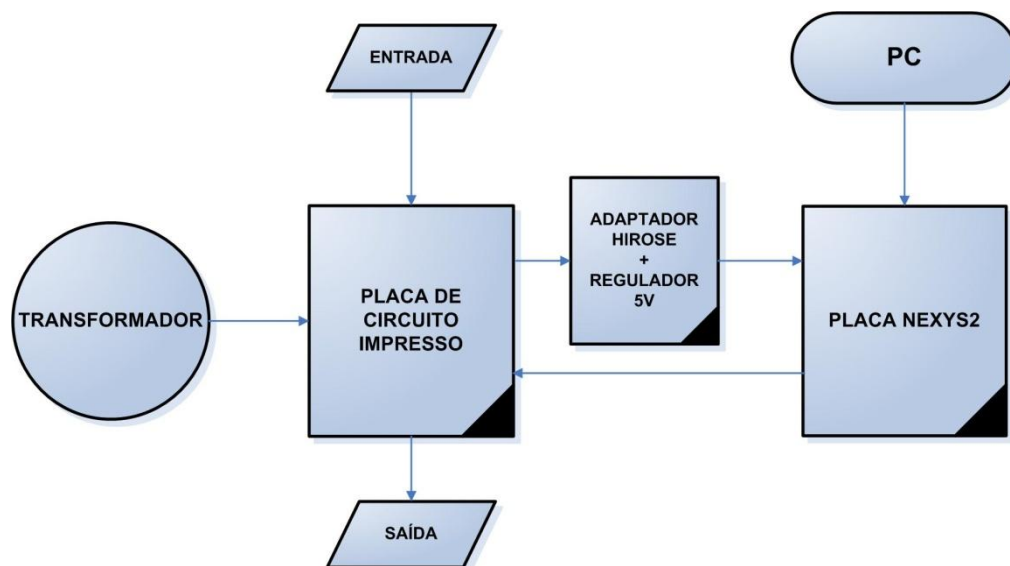 ENTRADA
PC
TRANSFORMADOR
PLACA DE
CIRCUITO
IMPRESSO
ADAPTADOR
HIROSE
+
REGULADOR
5V
PLACA NEXYS2
SAÍDA